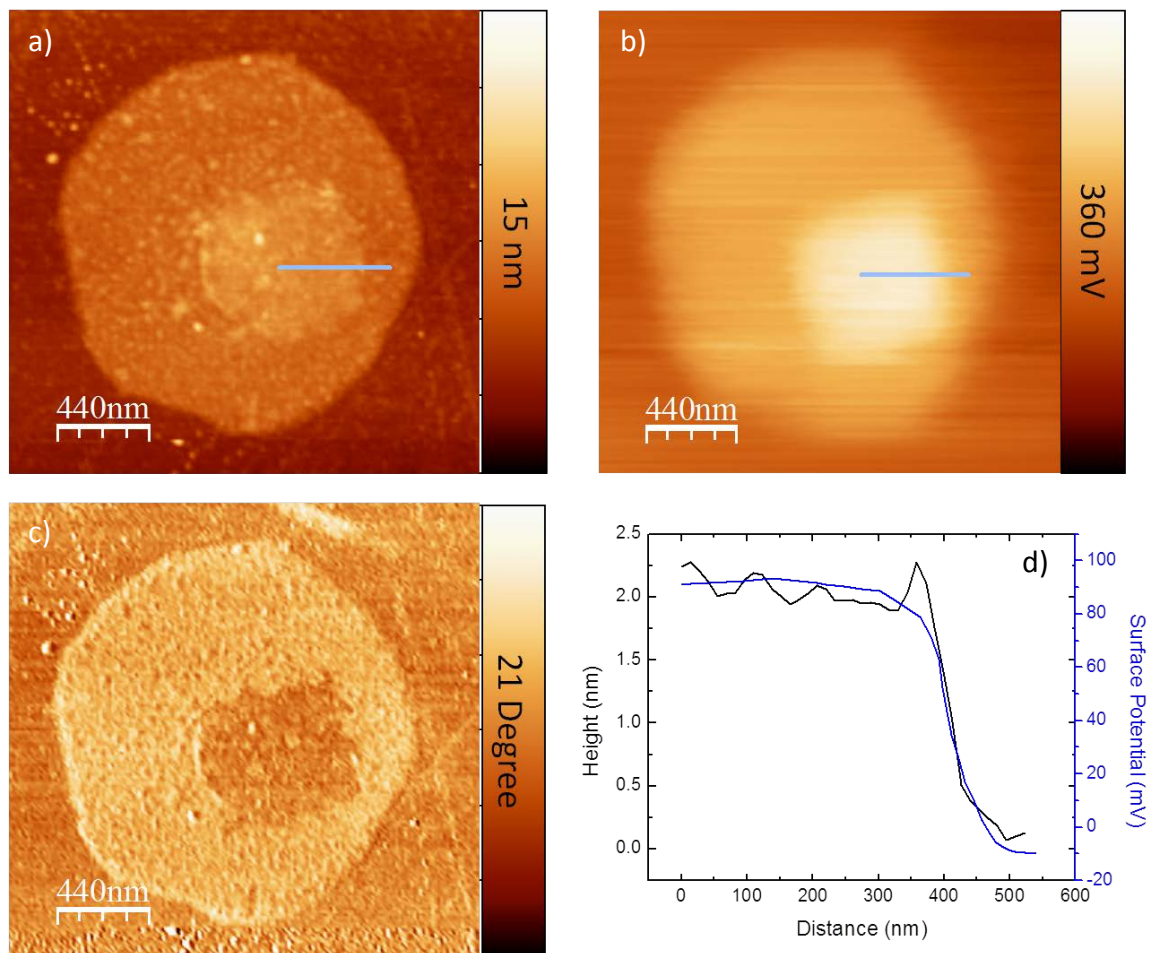 a)
15 nm
440nm
b)
360 mV
440nm
c)
21 Degree
440nm
d)
2.5
2.0
1.5
1.0
0.5
0.0
Height (nm)
100
80
60
40
20
0
-20
Surface Potential (mV)
0 100 200 300 400 500 600
Distance (nm)